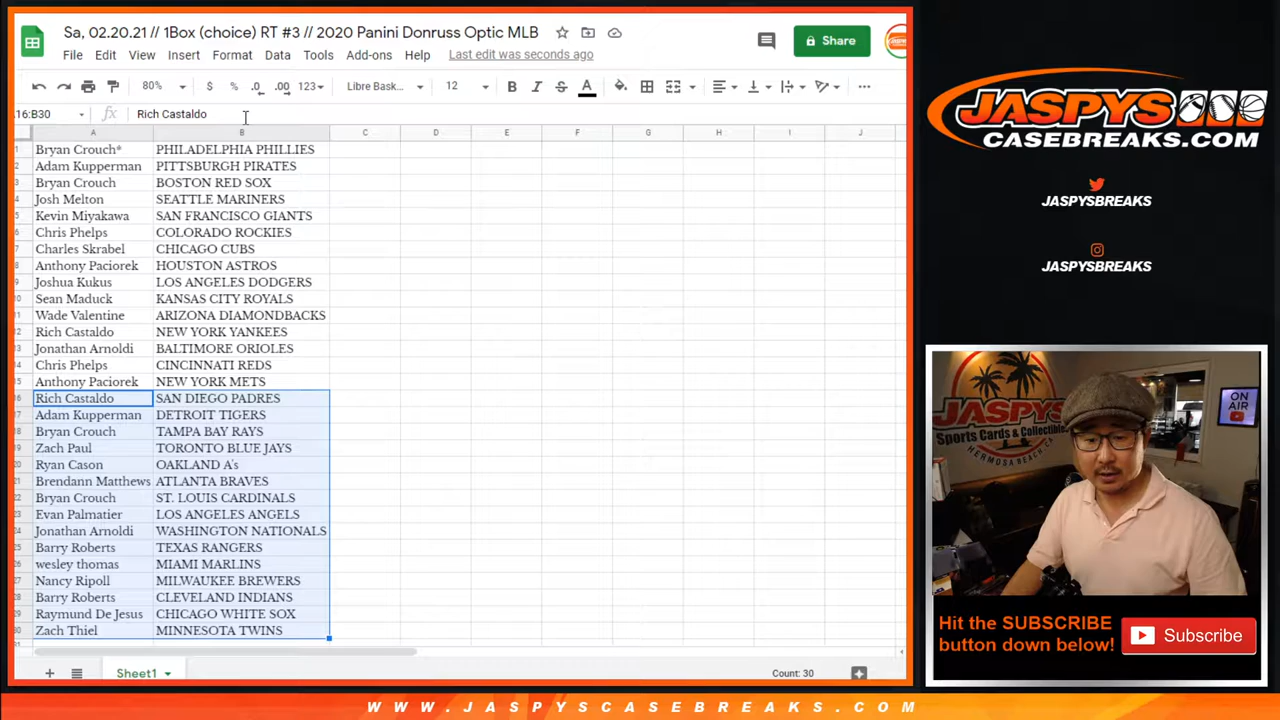 Sa, 02.20.21 // 1Box (choice) RT #3 // 2020 Panini Donruss Optic MLB
File Edit View Insert Format Data Tools Add-ons Help Last edit was seconds ago
Share
80% $ % .0 .00 123 Libre Bask... 12 B I S A
16:B30 fx Rich Castaldo
A B C D E F G H I J
1 Bryan Crouch* PHILADELPHIA PHILLIES
2 Adam Kupperman PITTSBURGH PIRATES
3 Bryan Crouch BOSTON RED SOX
4 Josh Melton SEATTLE MARINERS
5 Kevin Miyakawa SAN FRANCISCO GIANTS
6 Chris Phelps COLORADO ROCKIES
7 Charles Skrabel CHICAGO CUBS
8 Anthony Paciorek HOUSTON ASTROS
9 Joshua Kukus LOS ANGELES DODGERS
10 Sean Maduck KANSAS CITY ROYALS
11 Wade Valentine ARIZONA DIAMONDBACKS
12 Rich Castaldo NEW YORK YANKEES
13 Jonathan Arnoldi BALTIMORE ORIOLES
14 Chris Phelps CINCINNATI REDS
15 Anthony Paciorek NEW YORK METS
16 Rich Castaldo SAN DIEGO PADRES
17 Adam Kupperman DETROIT TIGERS
18 Bryan Crouch TAMPA BAY RAYS
19 Zach Paul TORONTO BLUE JAYS
20 Ryan Cason OAKLAND A's
21 Brendann Matthews ATLANTA BRAVES
22 Bryan Crouch ST. LOUIS CARDINALS
23 Evan Palmatier LOS ANGELES ANGELS
24 Jonathan Arnoldi WASHINGTON NATIONALS
25 Barry Roberts TEXAS RANGERS
26 wesley thomas MIAMI MARLINS
27 Nancy Ripoll MILWAUKEE BREWERS
28 Barry Roberts CLEVELAND INDIANS
29 Raymund De Jesus CHICAGO WHITE SOX
30 Zach Thiel MINNESOTA TWINS
Sheet1 Count: 30
JASPYS
CASEBREAKS.COM
JASPYSBREAKS
JASPYSBREAKS
JASPYS
Sports Cards & Collectibles
HERMOSA BEACH, C
ON
AIR
Hit the SUBSCRIBE
button down below!
Subscribe
WWW.JASPYSCASEBREAKS.COM